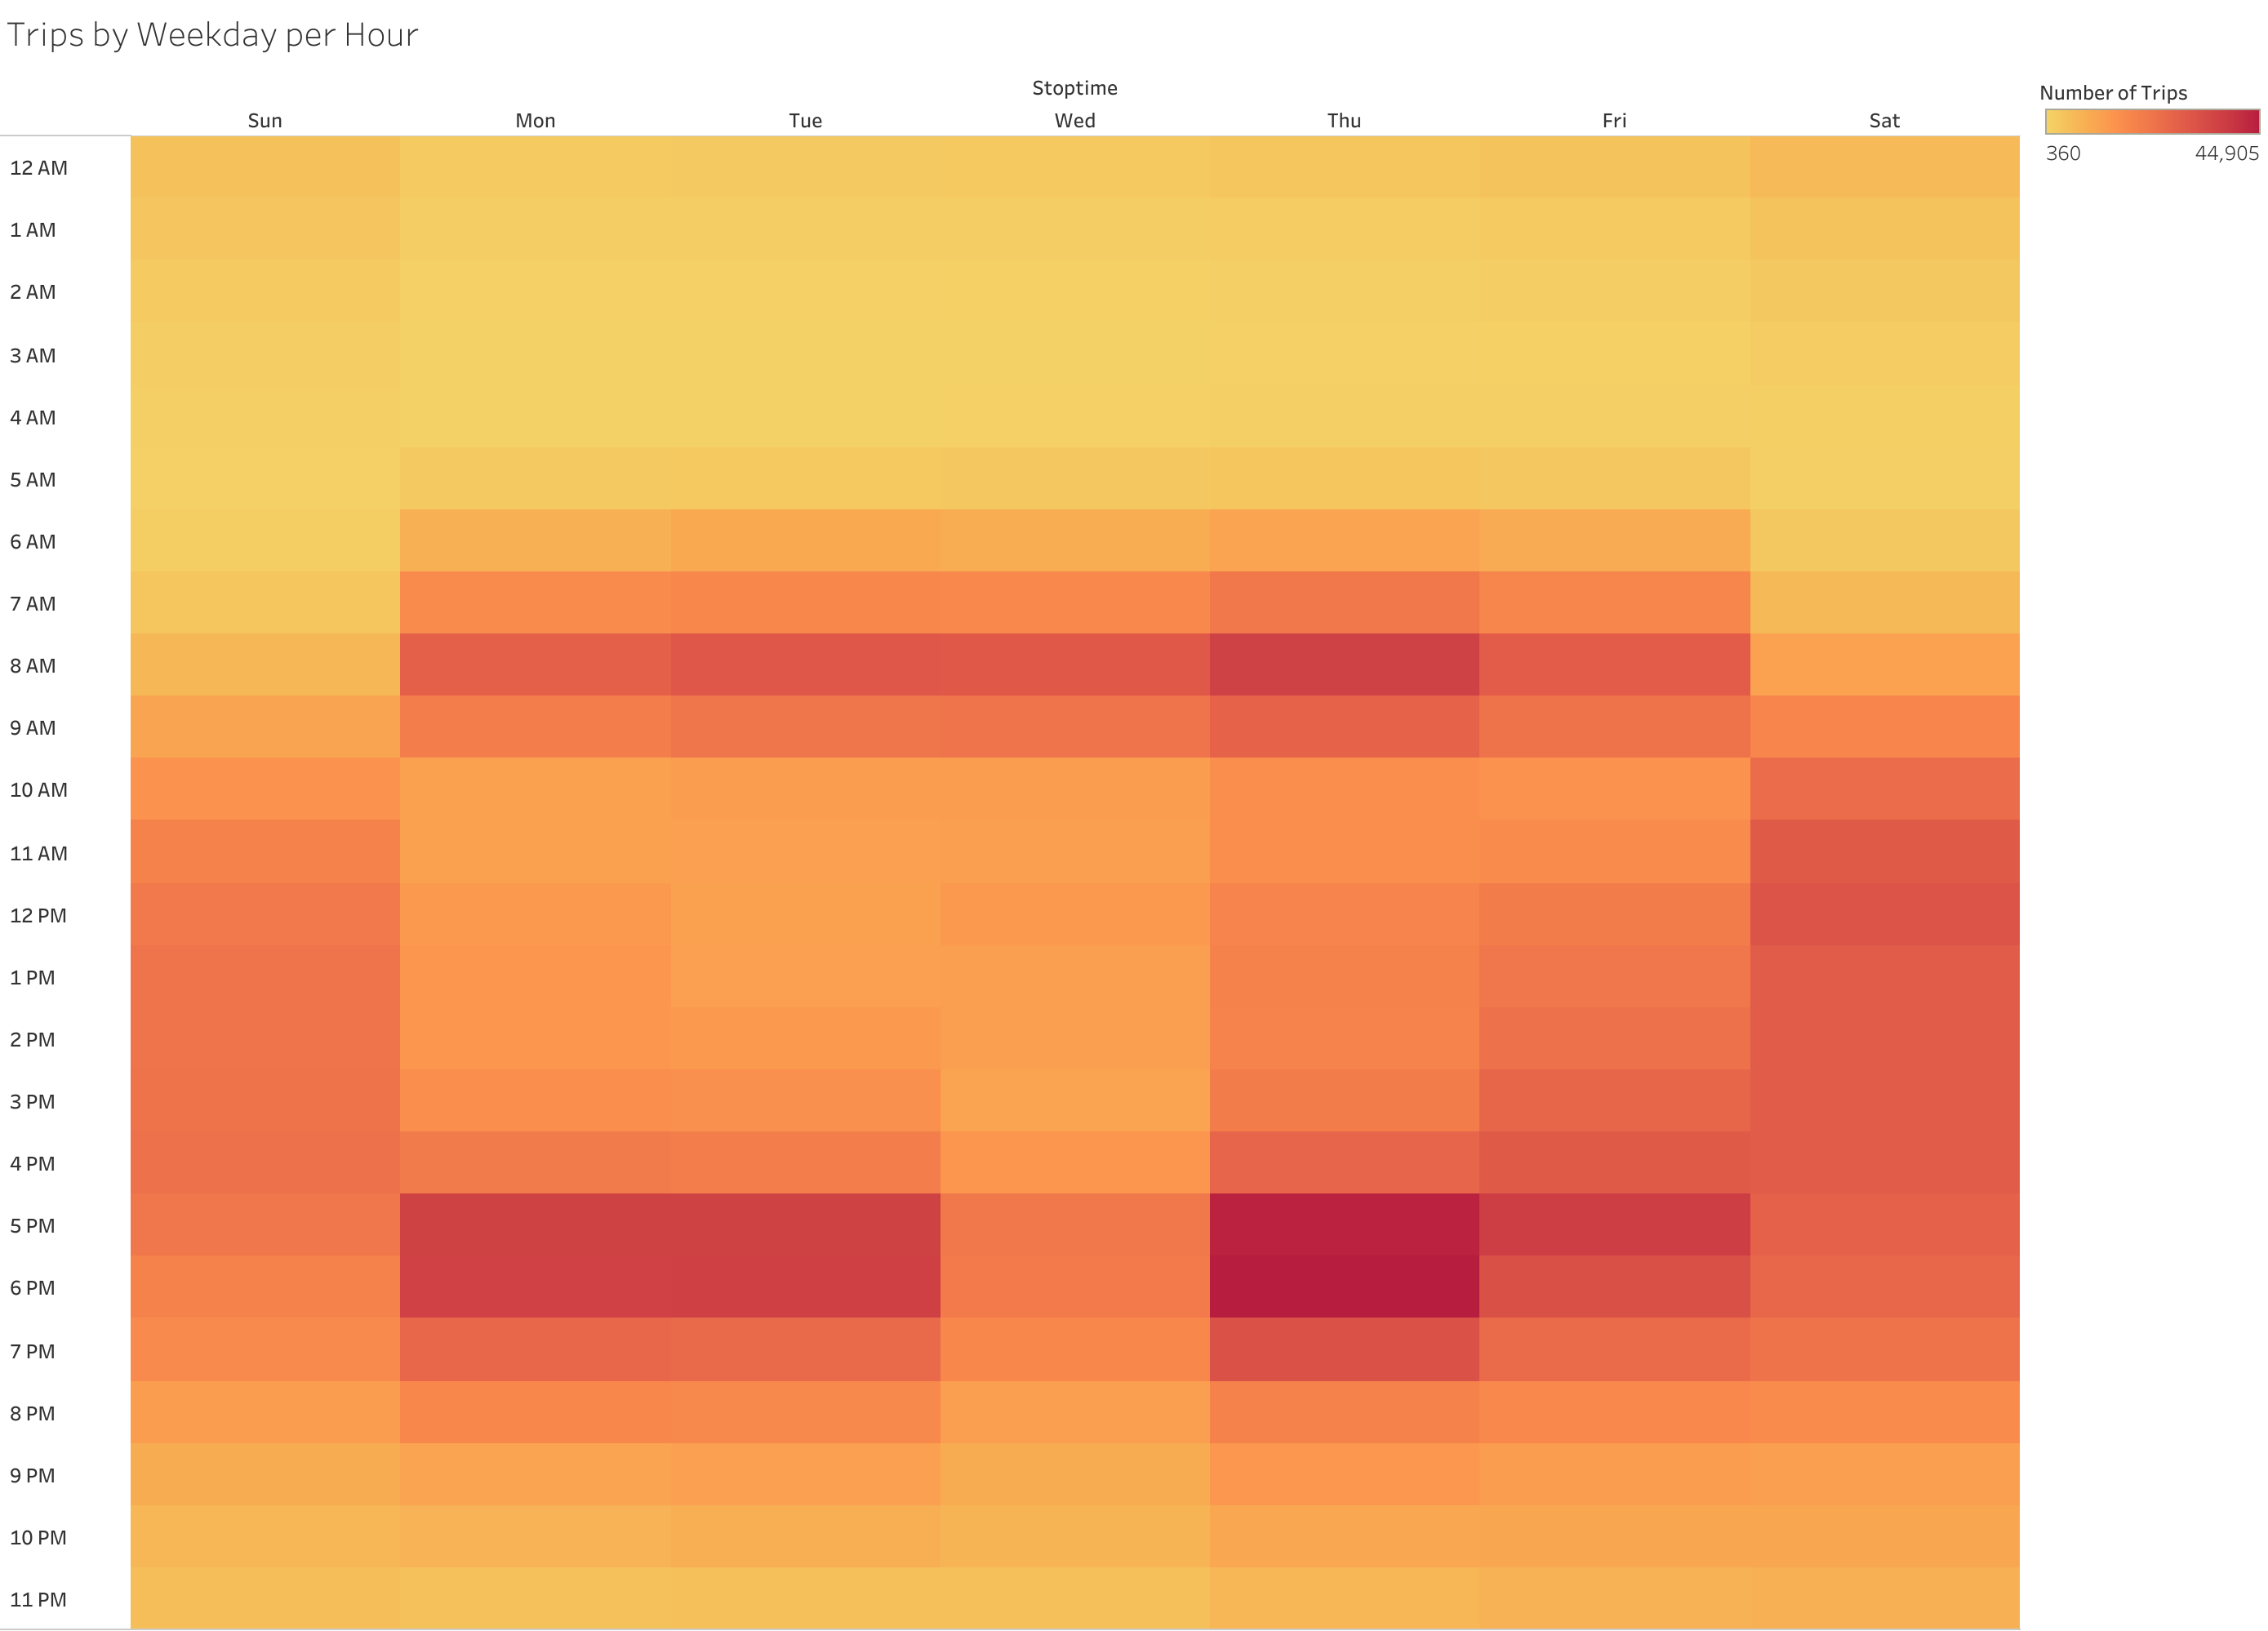 Trips by Weekday per Hour
Stoptime
Number of Trips
Sun Mon Tue Wed Thu Fri Sat
360 44,905
12 AM
1 AM
2 AM
3 AM
4 AM
5 AM
6 AM
7 AM
8 AM
9 AM
10 AM
11 AM
12 PM
1 PM
2 PM
3 PM
4 PM
5 PM
6 PM
7 PM
8 PM
9 PM
10 PM
11 PM